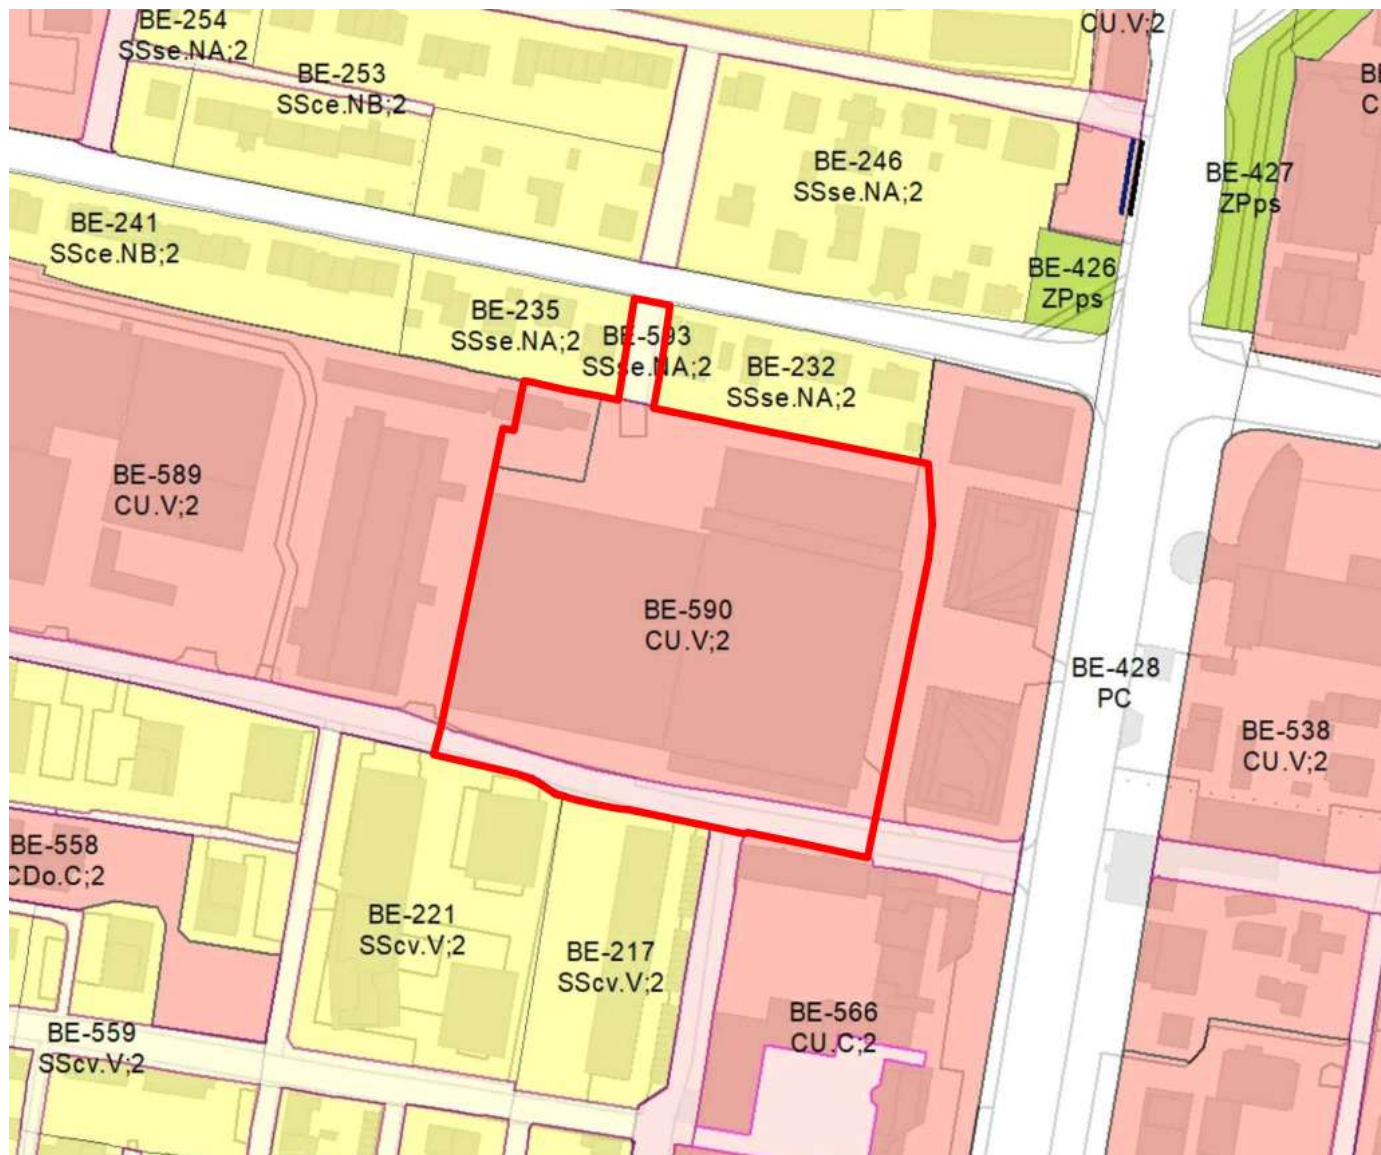 BE-254
SSse.NA;2
CU.V;2
BE-253
SSce.NB;2
BE-246
SSse.NA;2
BE-427
ZPps
BE-241
SSce.NB;2
BE-426
ZPps
BE-235
SSse.NA;2
BE-593
SSse.NA;2
BE-232
SSse.NA;2
BE-589
CU.V;2
BE-590
CU.V;2
BE-428
PC
BE-538
CU.V;2
BE-558
CDo.C;2
BE-221
SScv.V;2
BE-217
SScv.V;2
BE-566
CU.C;2
BE-559
SScv.V;2